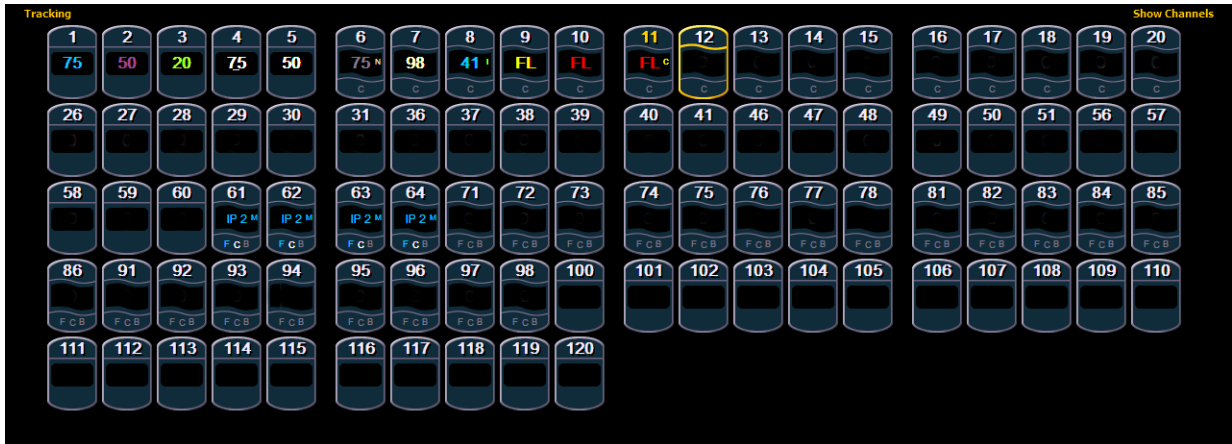 Tracking Show Channels
1 2 3 4 5 6 7 8 9 10 11 12 13 14 15 16 17 18 19 20
75 50 20 75 50 75 N 98 41 I FL FL FL C
C C C C C C C C C C C C C C C
26 27 28 29 30 31 36 37 38 39 40 41 46 47 48 49 50 51 56 57
58 59 60 61 62 63 64 71 72 73 74 75 76 77 78 81 82 83 84 85
IP 2 M IP 2 M IP 2 M IP 2 M
F C B F C B F C B F C B F C B F C B F C B F C B F C B F C B F C B F C B F C B F C B F C B F C B F C B
86 91 92 93 94 95 96 97 98 100 101 102 103 104 105 106 107 108 109 110
F C B F C B F C B F C B F C B F C B F C B F C B F C B
111 112 113 114 115 116 117 118 119 120